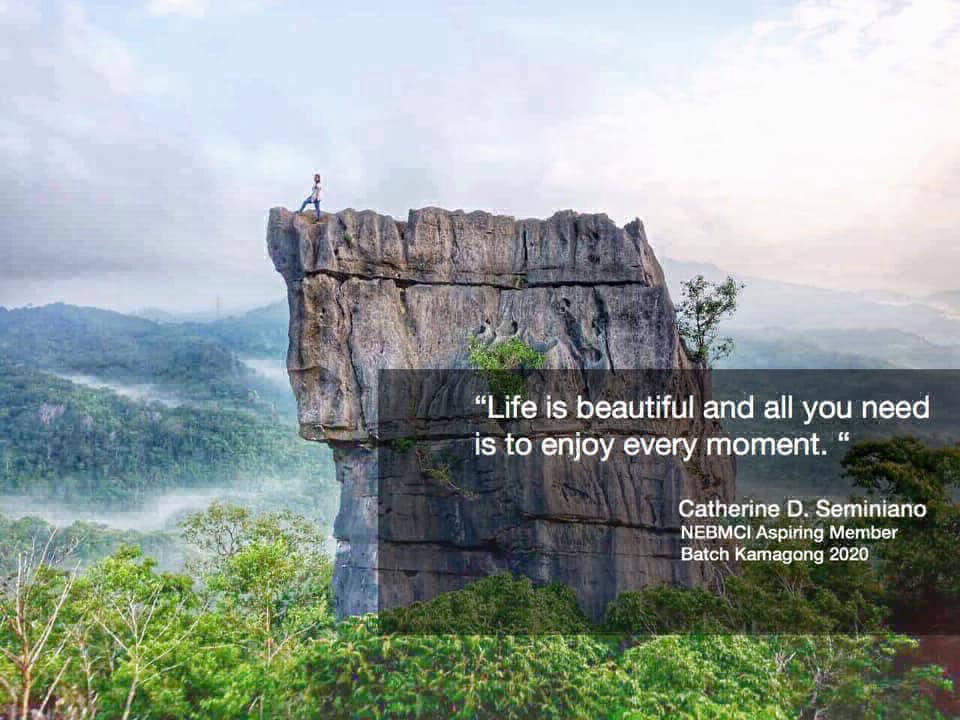 “Life is beautiful and all you need
is to enjoy every moment. “
Catherine D. Seminiano
NEBMCI Aspiring Member
Batch Kamagong 2020